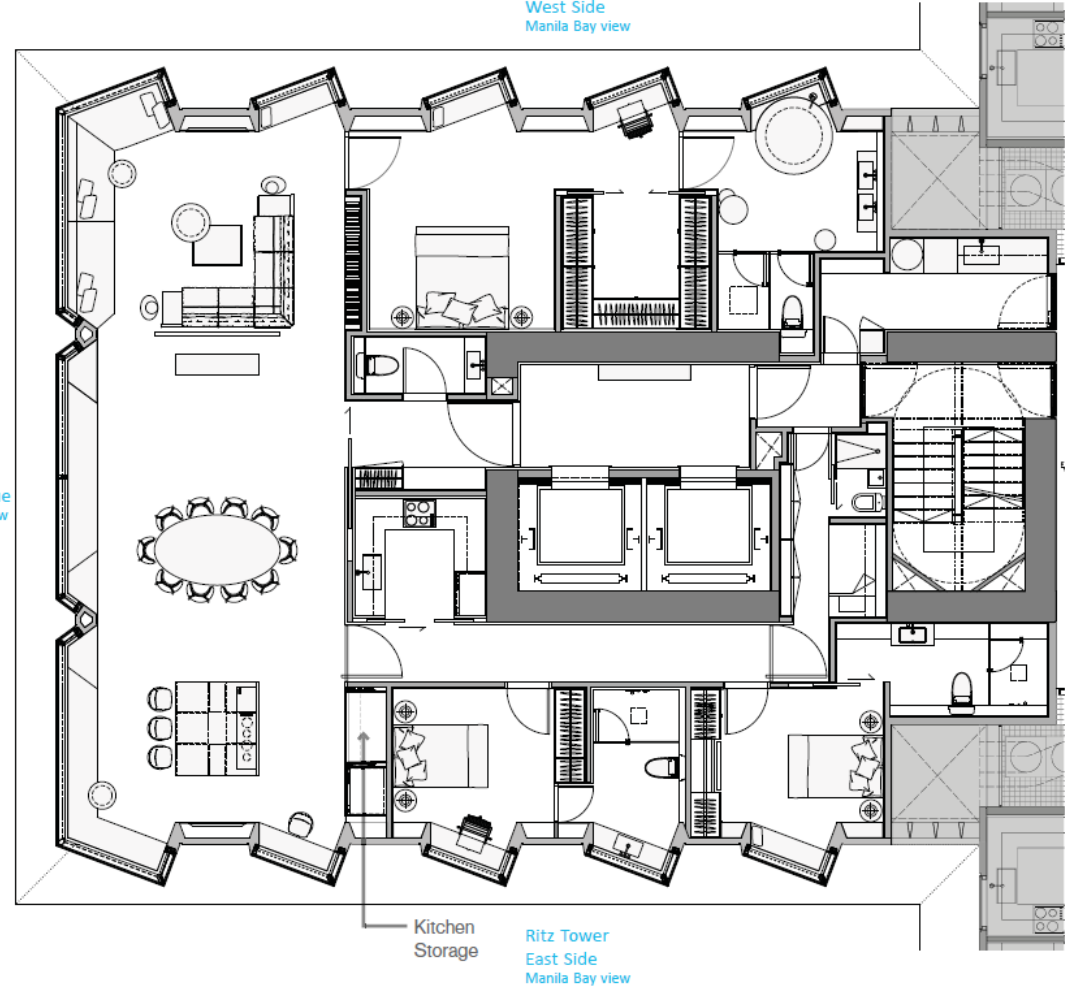 West Side
Manila Bay view
Kitchen
Storage
Ritz Tower
East Side
Manila Bay view